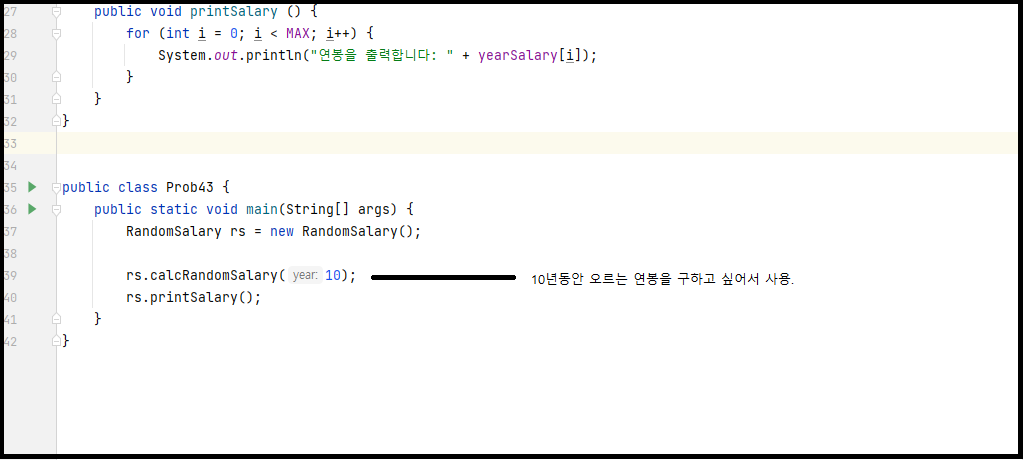 27 public void printSalary () {
28 for (int i = 0; i < MAX; i++) {
29 System.out.println("연봉을 출력합니다: " + yearSalary[i]);
30 }
31 }
32 }
33
34
35 public class Prob43 {
36 public static void main(String[] args) {
37 RandomSalary rs = new RandomSalary();
38
39 rs.calcRandomSalary( year: 10); 10년동안 오르는 연봉을 구하고 싶어서 사용.
40 rs.printSalary();
41 }
42 }